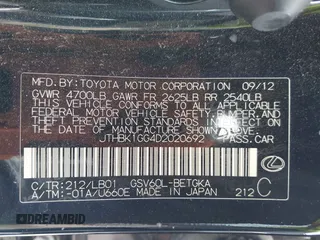 MFD.BY:TOYOTA MOTOR CORPORATION 09/12
GVWR 4700LB GAWR FR 2625LB RR 2540LB
THIS VEHICLE CONFORMS TO ALL APPLICABLE
FEDERAL MOTOR VEHICLE SAFETY, BUMPER,
AND THEFT PREVENTION STANDARDS IN EFFECT
ON THE DATE OF MANUFACTURE SHOWN ABOVE.
JTHBK1GG4D2020692 PASS.CAR
C/TR:212/LB01 GSV60L-BETGKA
A/TM:-01A/U660E MADE IN JAPAN 212 C
DREAMBID